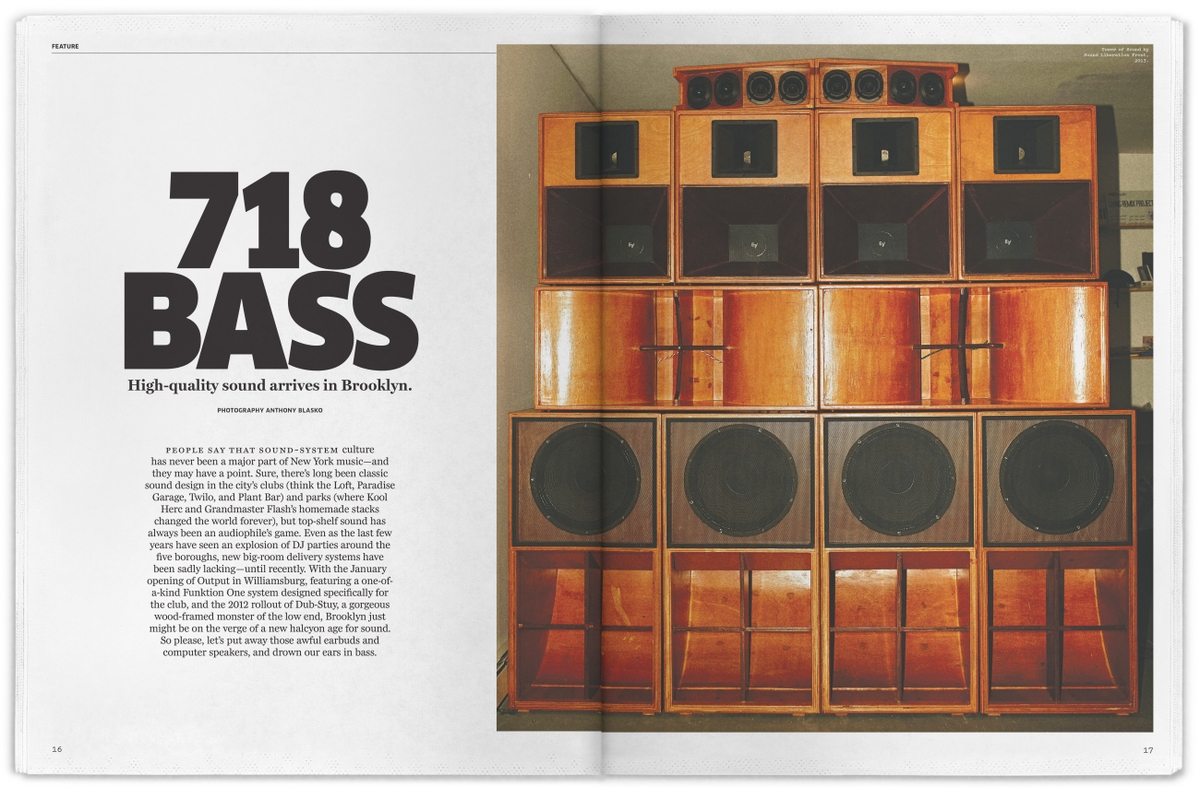 FEATURE
718
BASS
High-quality sound arrives in Brooklyn.
PHOTOGRAPHY ANTHONY BLASKO
PEOPLE SAY THAT SOUND-SYSTEM culture
has never been a major part of New York music—and
they may have a point. Sure, there's long been classic
sound design in the city's clubs (think the Loft, Paradise
Garage, Twilo, and Plant Bar) and parks (where Kool
Herc and Grandmaster Flash's homemade stacks
changed the world forever), but top-shelf sound has
always been an audiophile's game. Even as the last few
years have seen an explosion of DJ parties around the
five boroughs, new big-room delivery systems have
been sadly lacking—until recently. With the January
opening of Output in Williamsburg, featuring a one-of-
a-kind Funktion One system designed specifically for
the club, and the 2012 rollout of Dub-Stuy, a gorgeous
wood-framed monster of the low end, Brooklyn just
might be on the verge of a new halcyon age for sound.
So please, let's put away those awful earbuds and
computer speakers, and drown our ears in bass.
16
Tower of Sound by
Sound Liberation Front,
2013.
REMIX PROJECT
EV
EV
EV
EV
17